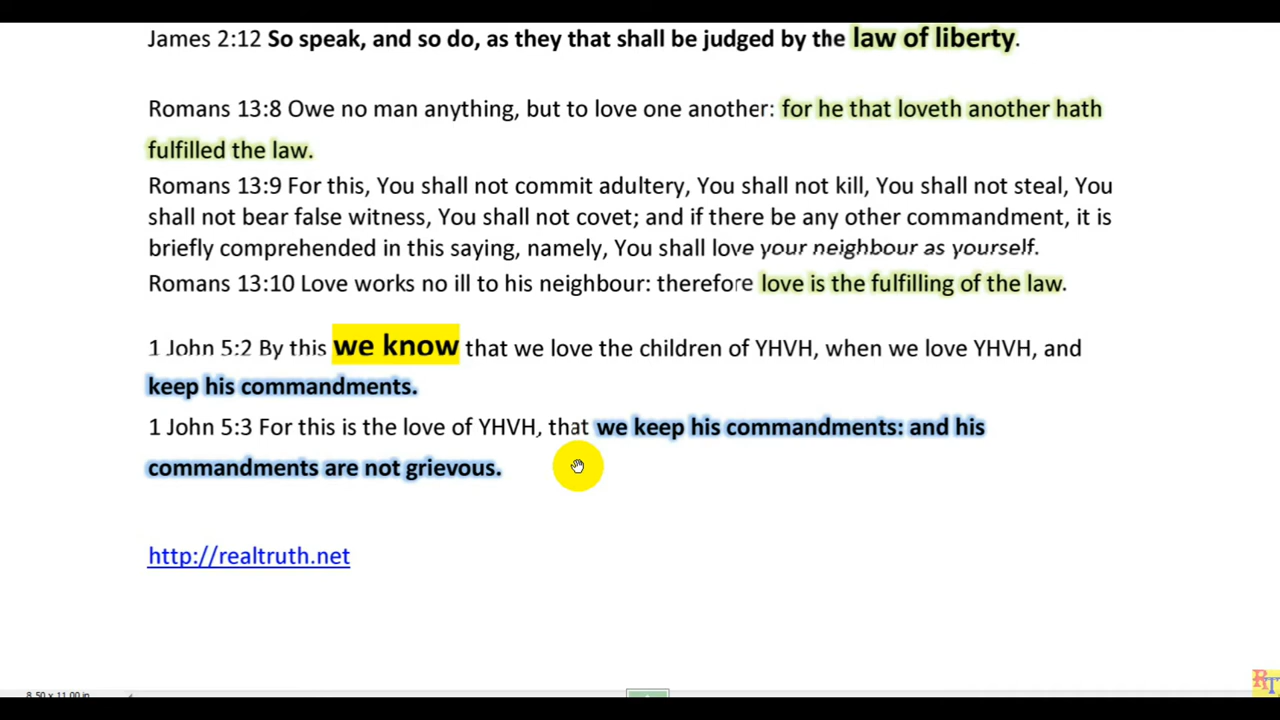 James 2:12 So speak, and so do, as they that shall be judged by the law of liberty.
Romans 13:8 Owe no man anything, but to love one another: for he that loveth another hath
fulfilled the law.
Romans 13:9 For this, You shall not commit adultery, You shall not kill, You shall not steal, You
shall not bear false witness, You shall not covet; and if there be any other commandment, it is
briefly comprehended in this saying, namely, You shall love your neighbour as yourself.
Romans 13:10 Love works no ill to his neighbour: therefore love is the fulfilling of the law.
1 John 5:2 By this we know that we love the children of YHVH, when we love YHVH, and
keep his commandments.
1 John 5:3 For this is the love of YHVH, that we keep his commandments: and his
commandments are not grievous.
http://realtruth.net
8.50 x 11.00 in
RT